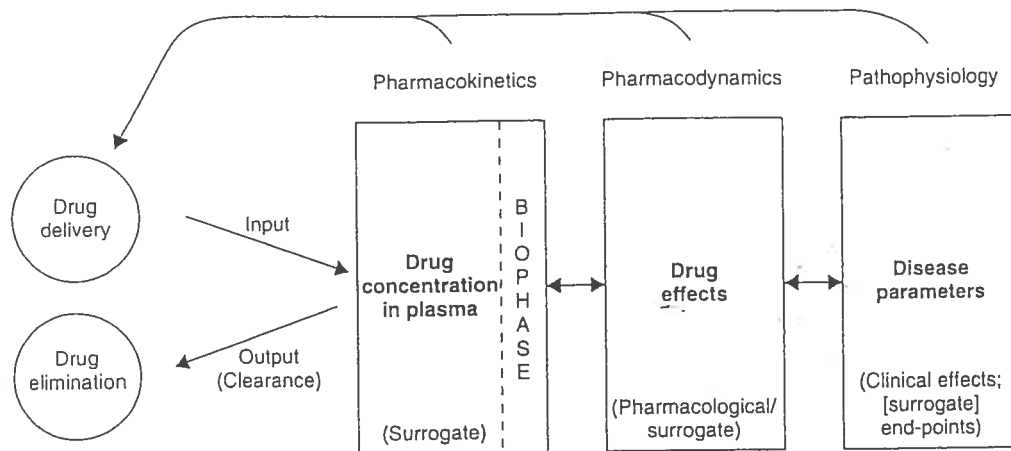 Pharmacokinetics
Pharmacodynamics
Pathophysiology
Drug
delivery
Input
Drug
concentration
in plasma
BIOPHASE
Drug
effects
Disease
parameters
Drug
elimination
Output
(Clearance)
(Surrogate)
(Pharmacological/
surrogate)
(Clinical effects;
[surrogate]
end-points)